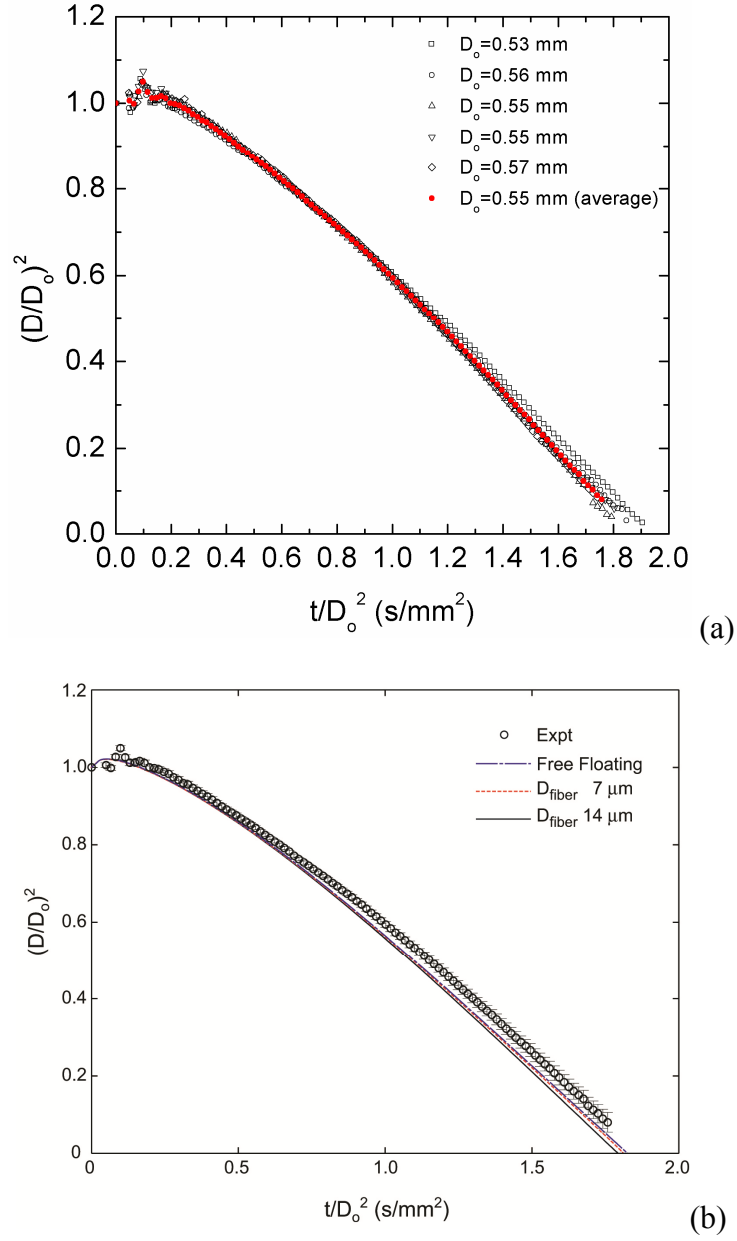 1.2
1.0
0.8
0.6
0.4
0.2
0.0
(D/Do)²
Do=0.53 mm
Do=0.56 mm
Do=0.55 mm
Do=0.55 mm
Do=0.57 mm
Do=0.55 mm (average)
0.0 0.2 0.4 0.6 0.8 1.0 1.2 1.4 1.6 1.8 2.0
t/Do² (s/mm²)
(a)
1.2
1.0
0.8
0.6
0.4
0.2
0
(D/Do)²
Expt
Free Floating
Dfiber 7 μm
Dfiber 14 μm
0 0.5 1.0 1.5 2.0
t/Do² (s/mm²)
(b)